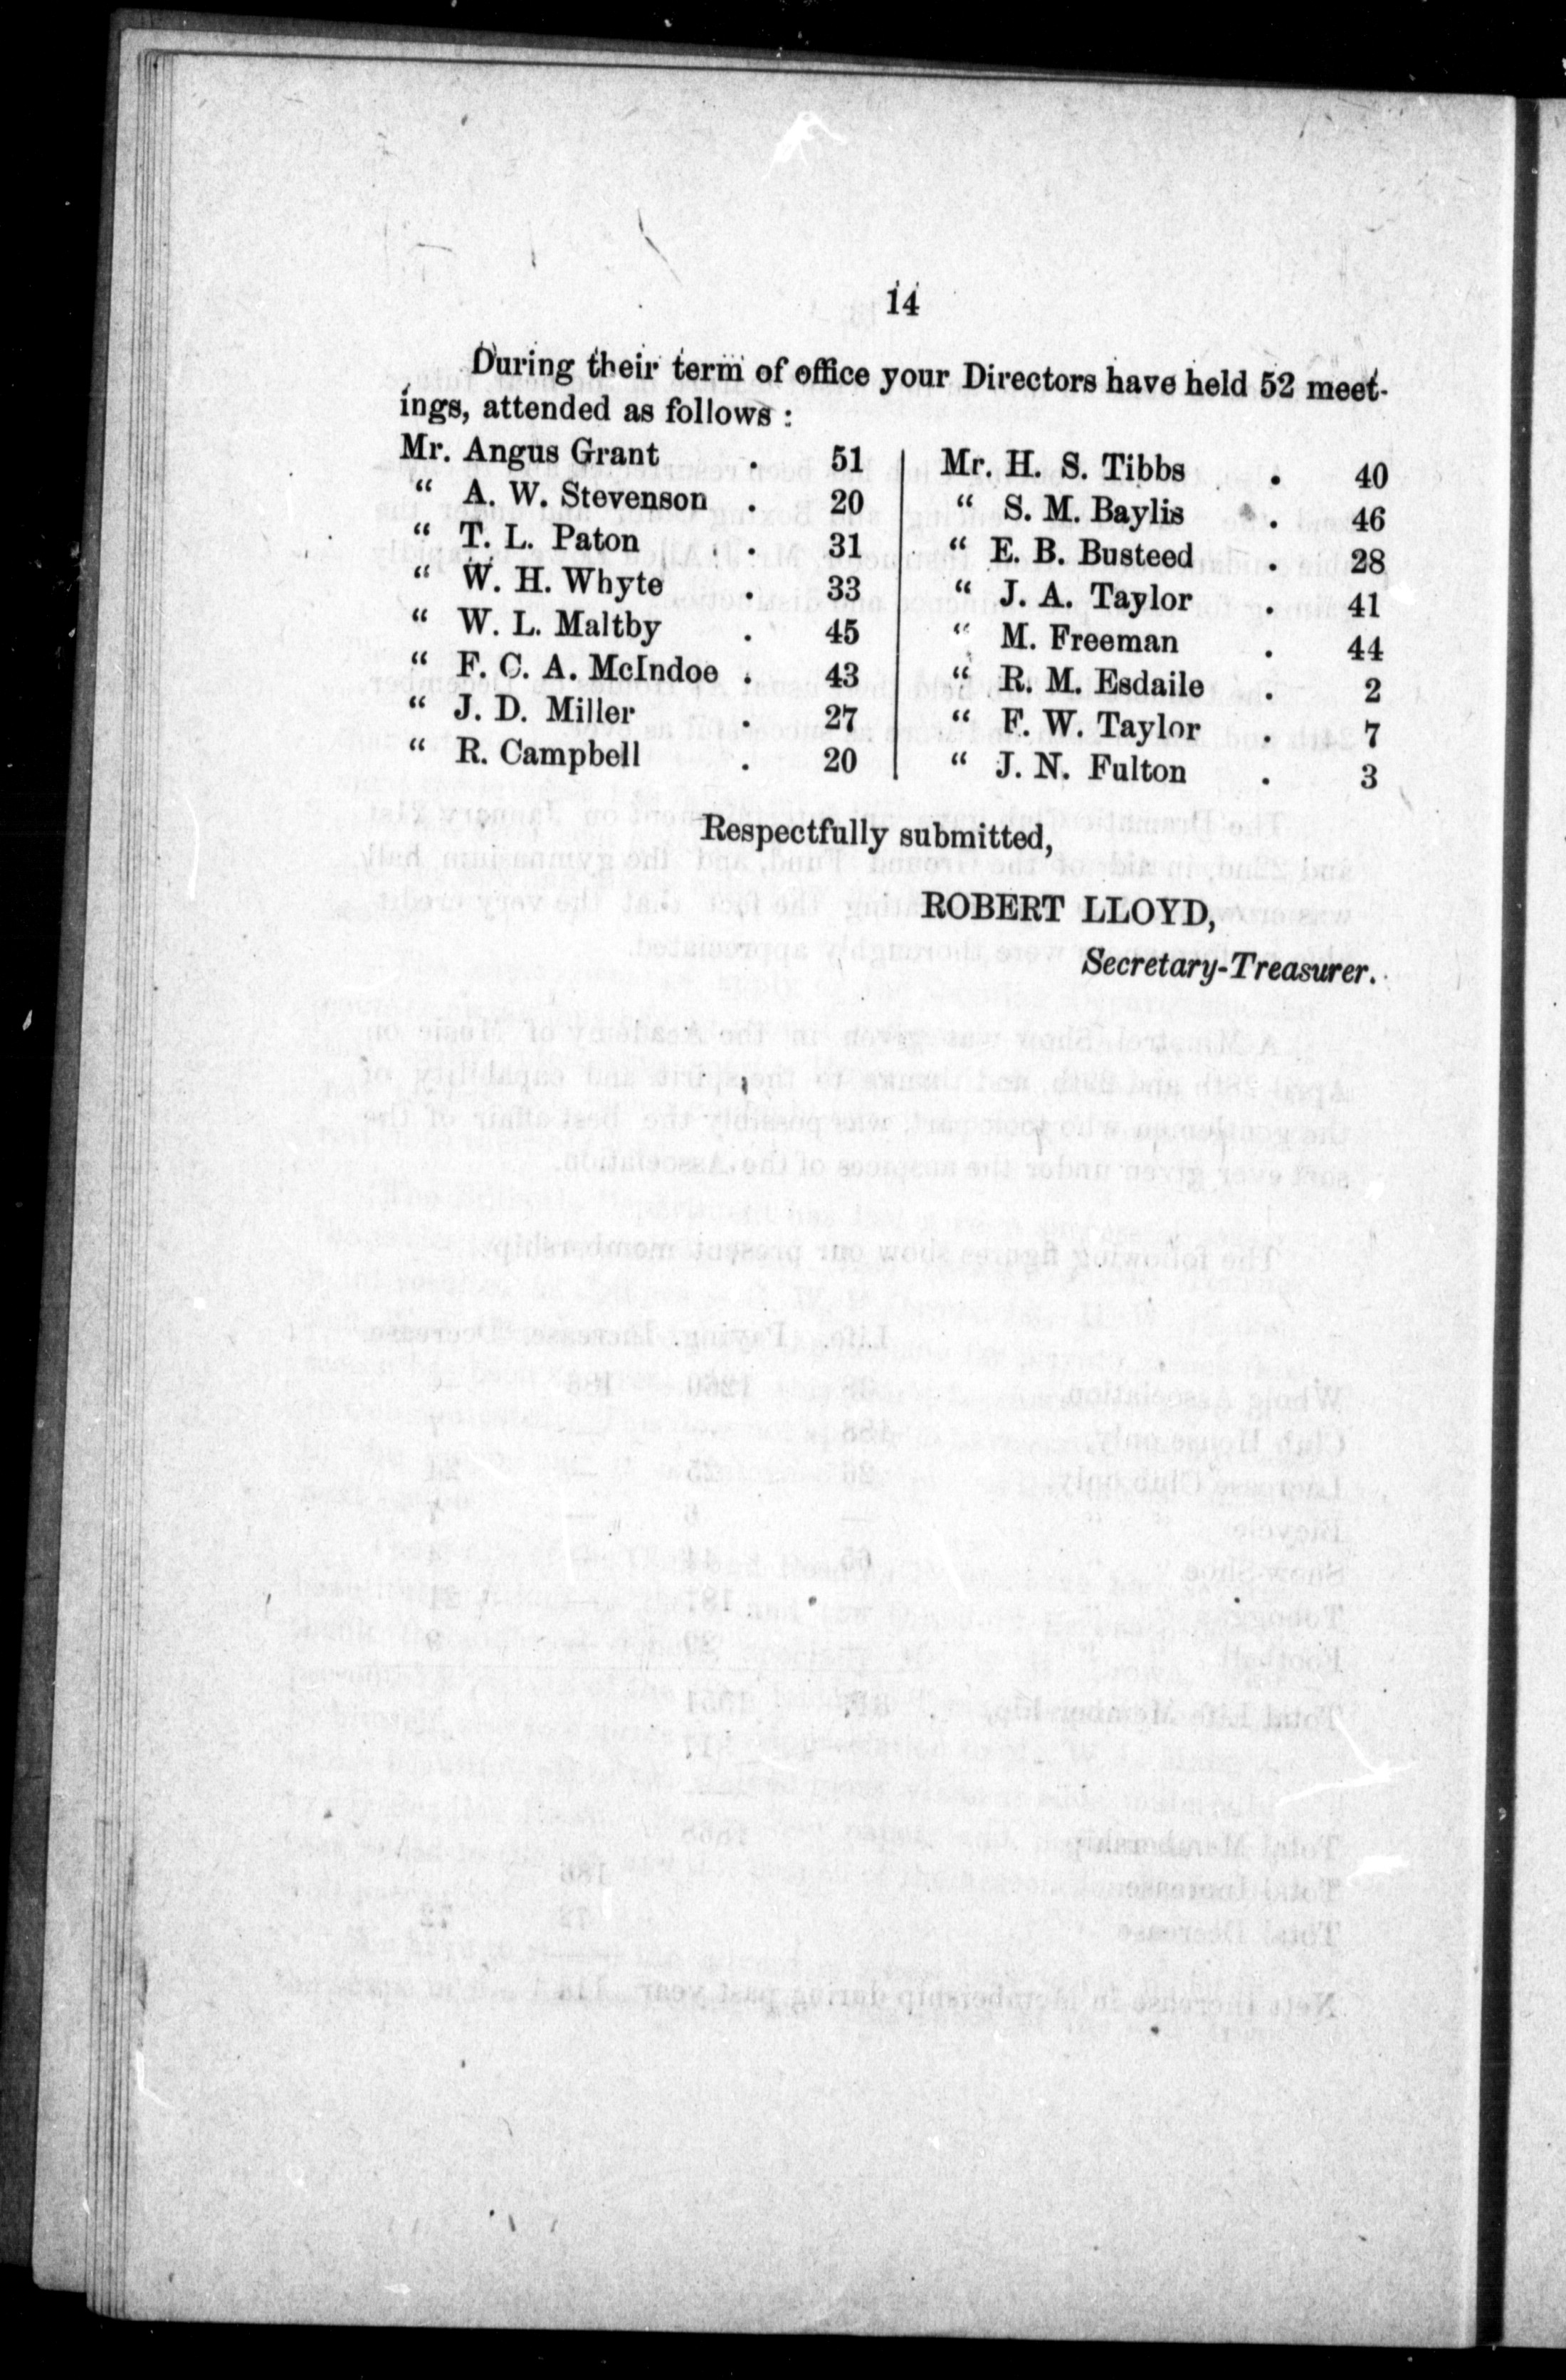 14
During their term of office your Directors have held 52 meet-
ings, attended as follows :
Mr. Angus Grant . 51
“ A. W. Stevenson . 20
“ T. L. Paton . 31
“ W. H. Whyte . 33
“ W. L. Maltby . 45
“ F. C. A. McIndoe . 43
“ J. D. Miller . 27
“ R. Campbell . 20
Mr. H. S. Tibbs . 40
“ S. M. Baylis . 46
“ E. B. Busteed . 28
“ J. A. Taylor . 41
“ M. Freeman . 44
“ R. M. Esdaile . 2
“ F. W. Taylor . 7
“ J. N. Fulton . 3
Respectfully submitted,
ROBERT LLOYD,
Secretary-Treasurer.